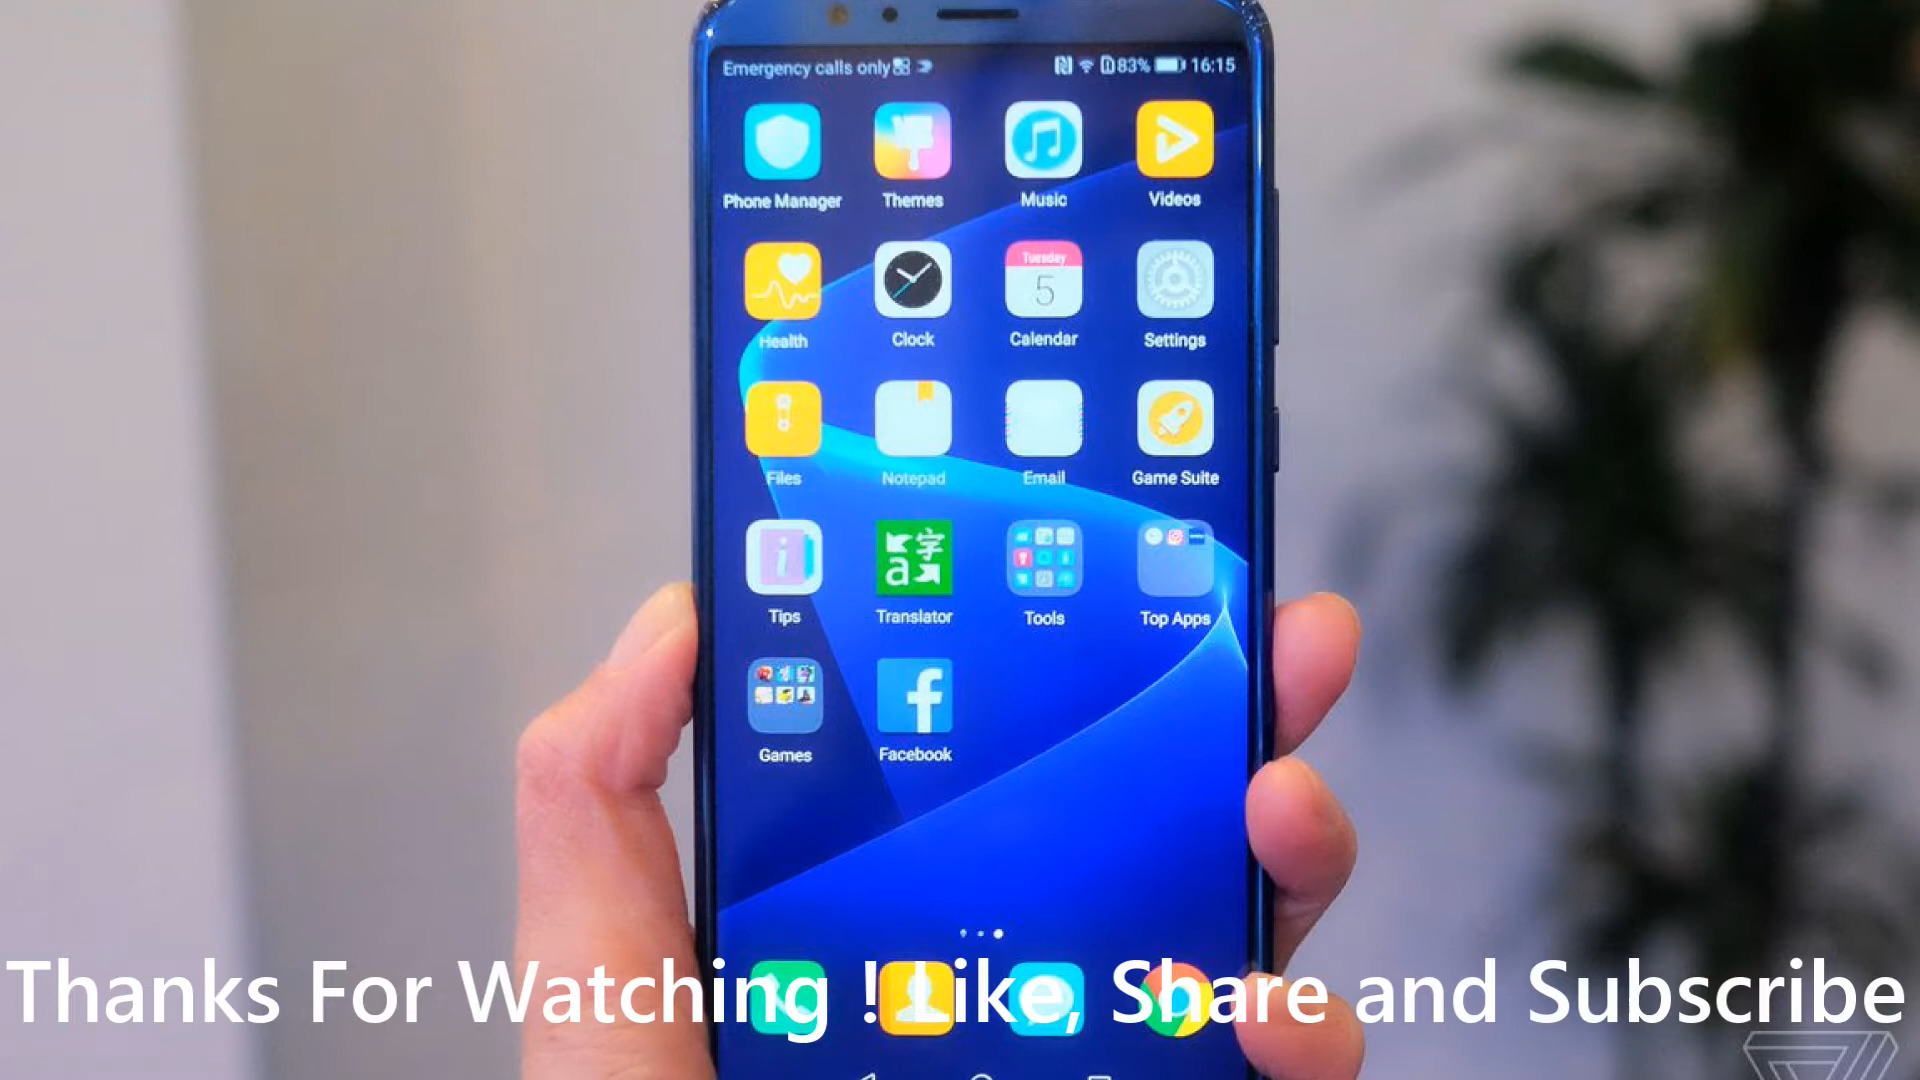 Emergency calls only 83% 16:15
Phone Manager Themes Music Videos
Tuesday
5
Health Clock Calendar Settings
Files Notepad Email Game Suite
字
a
Tips Translator Tools Top Apps
f
Games Facebook
Thanks For Watching ! Like, Share and Subscribe